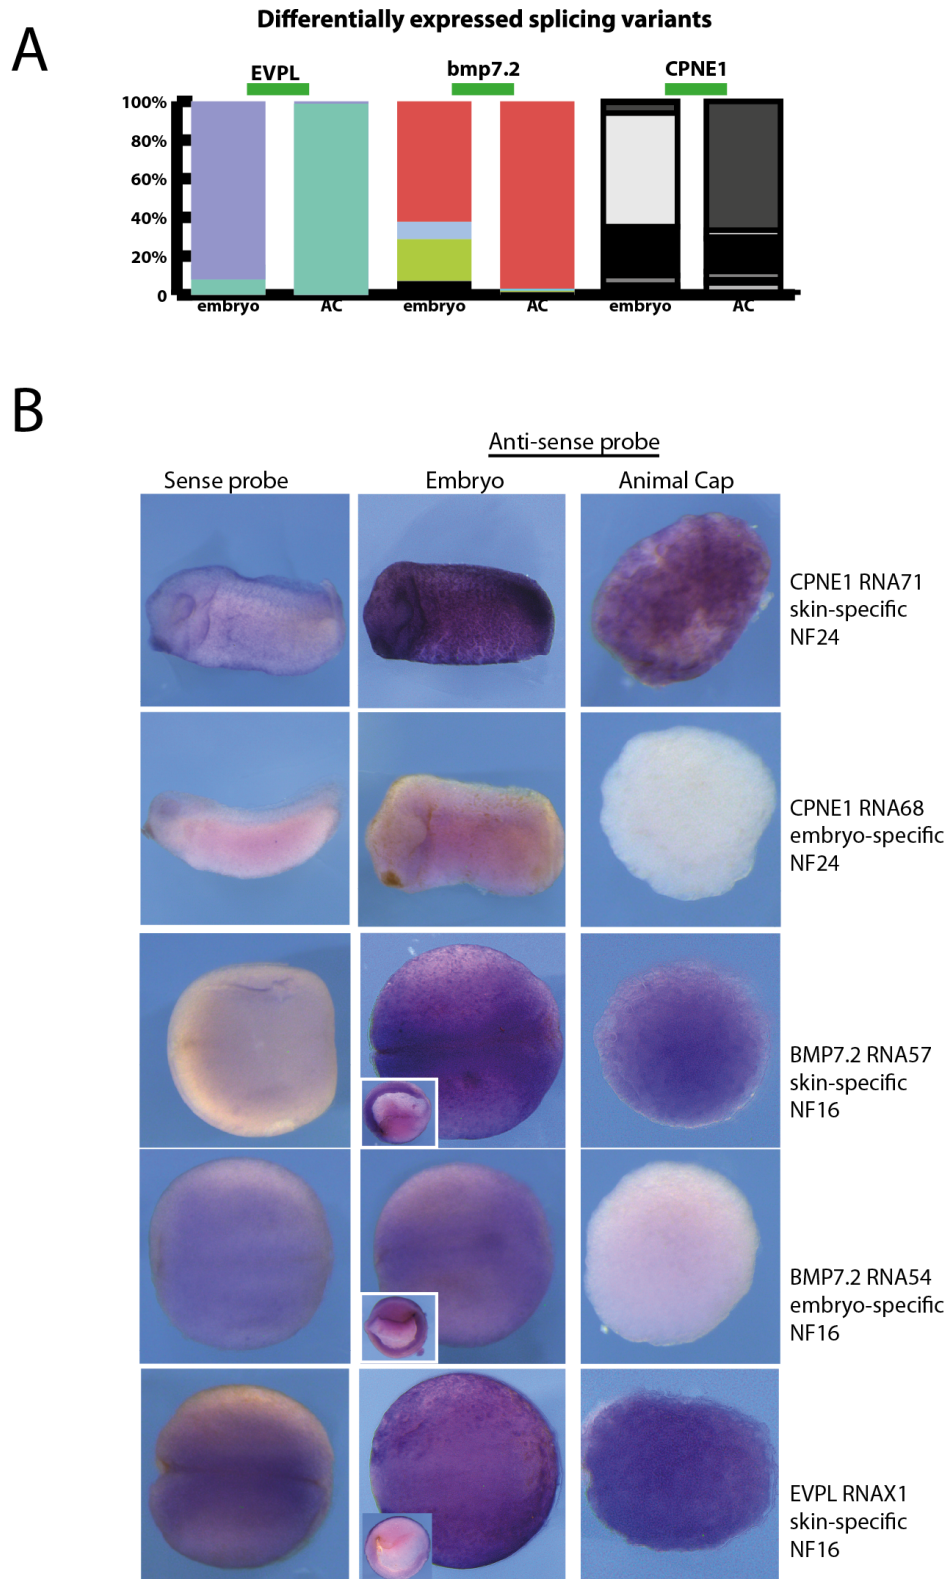 A
Differentially expressed splicing variants
EVPL
bmp7.2
CPNE1
100%
80%
60%
40%
20%
0
embryo
AC
embryo
AC
embryo
AC
B
Anti-sense probe
Sense probe
Embryo
Animal Cap
CPNE1 RNA71
skin-specific
NF24
CPNE1 RNA68
embryo-specific
NF24
BMP7.2 RNA57
skin-specific
NF16
BMP7.2 RNA54
embryo-specific
NF16
EVPL RNAX1
skin-specific
NF16